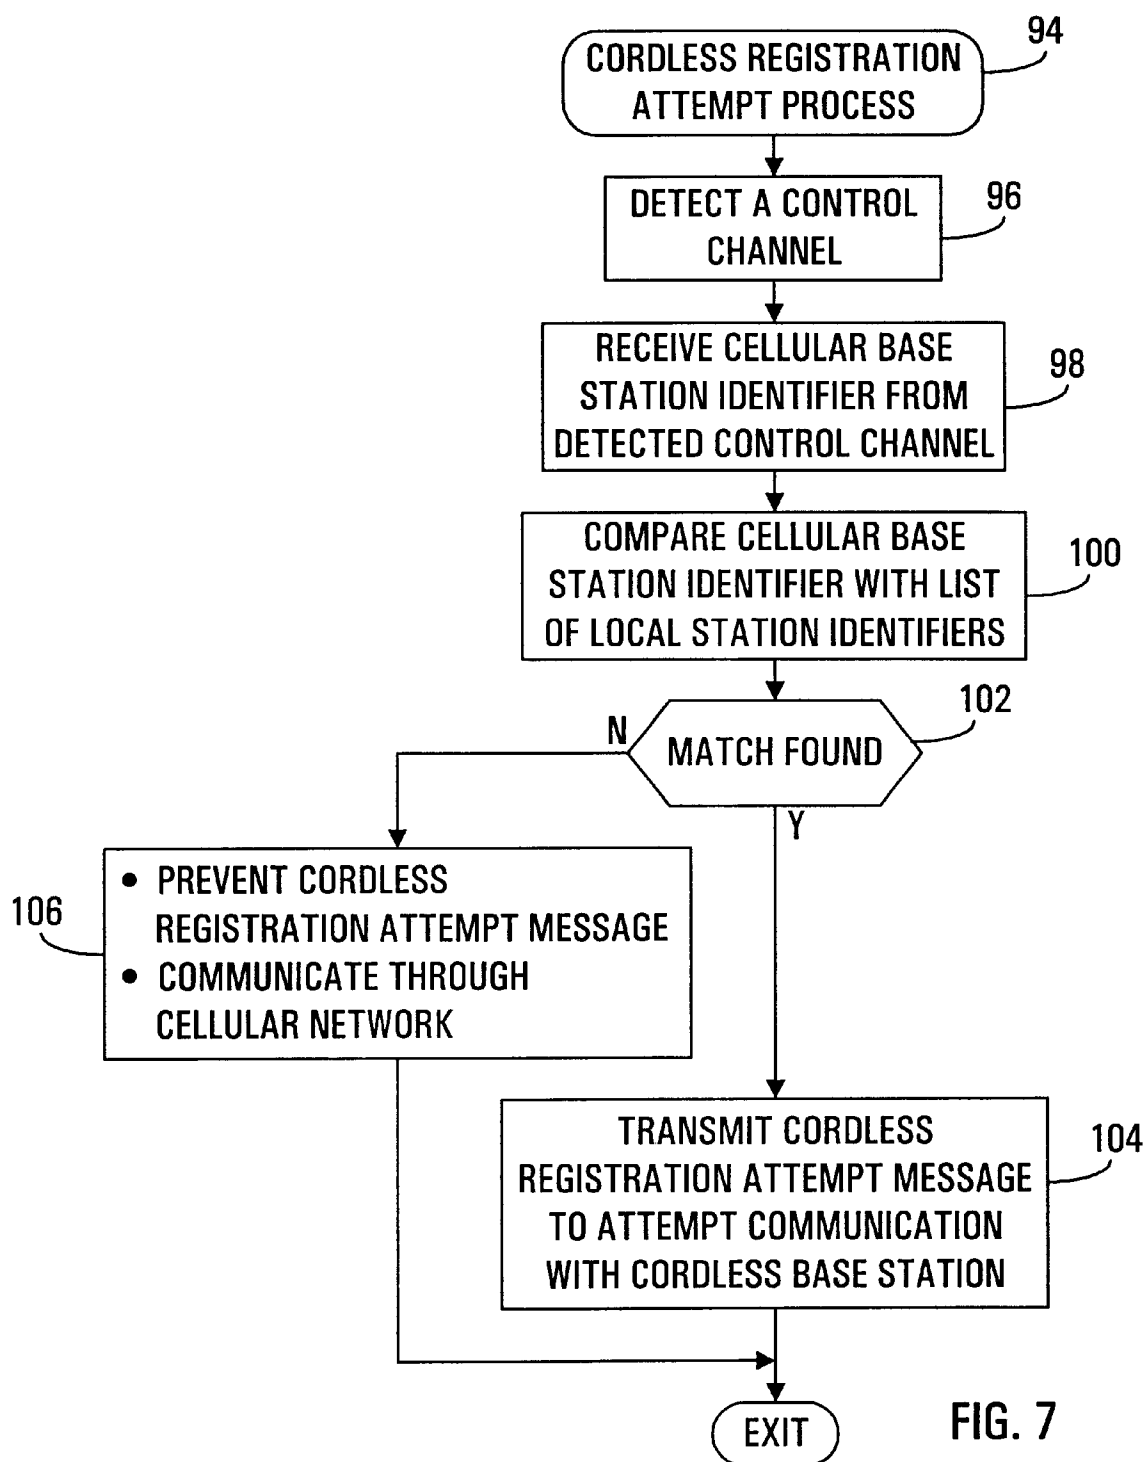 94
CORDLESS REGISTRATION
ATTEMPT PROCESS
96
DETECT A CONTROL
CHANNEL
98
RECEIVE CELLULAR BASE
STATION IDENTIFIER FROM
DETECTED CONTROL CHANNEL
100
COMPARE CELLULAR BASE
STATION IDENTIFIER WITH LIST
OF LOCAL STATION IDENTIFIERS
102
MATCH FOUND
N
Y
106
• PREVENT CORDLESS
REGISTRATION ATTEMPT MESSAGE
• COMMUNICATE THROUGH
CELLULAR NETWORK
104
TRANSMIT CORDLESS
REGISTRATION ATTEMPT MESSAGE
TO ATTEMPT COMMUNICATION
WITH CORDLESS BASE STATION
EXIT
FIG. 7